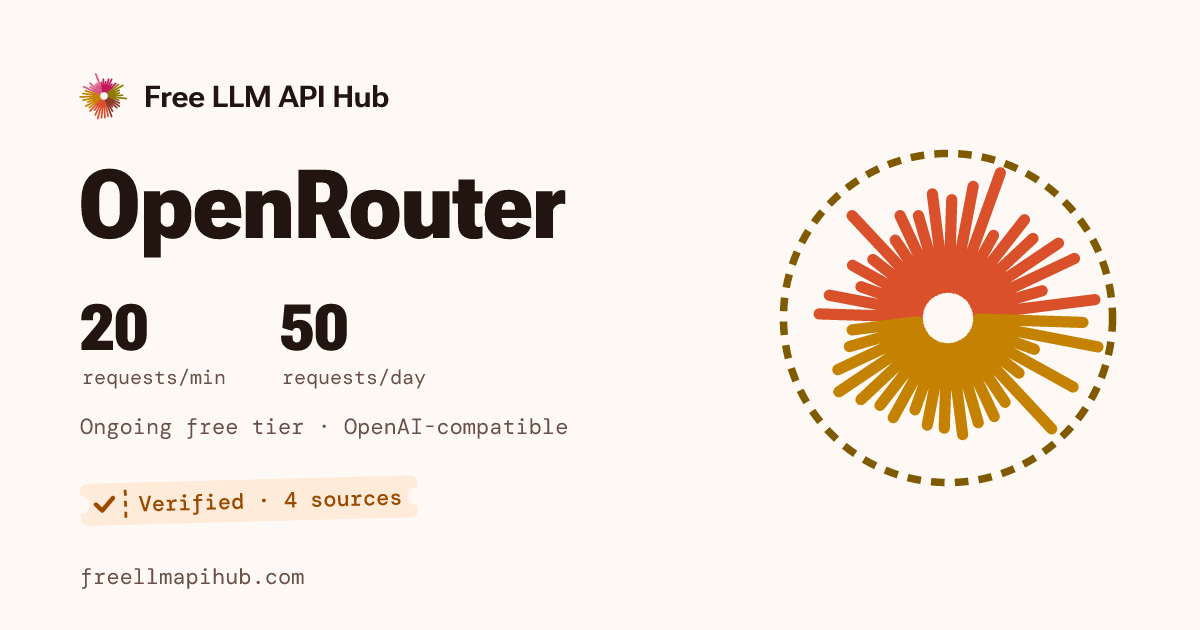 Free LLM API Hub
OpenRouter
20 50
requests/min requests/day
Ongoing free tier · OpenAI-compatible
Verified · 4 sources
freellmapihub.com